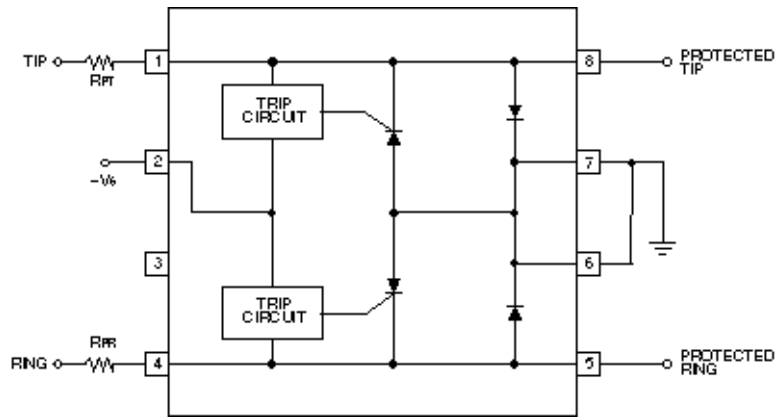 TIP
RPT
1
8
PROTECTED
TIP
TRIP
CIRCUIT
-VS
2
7
3
6
TRIP
CIRCUIT
RING
RPR
4
5
PROTECTED
RING